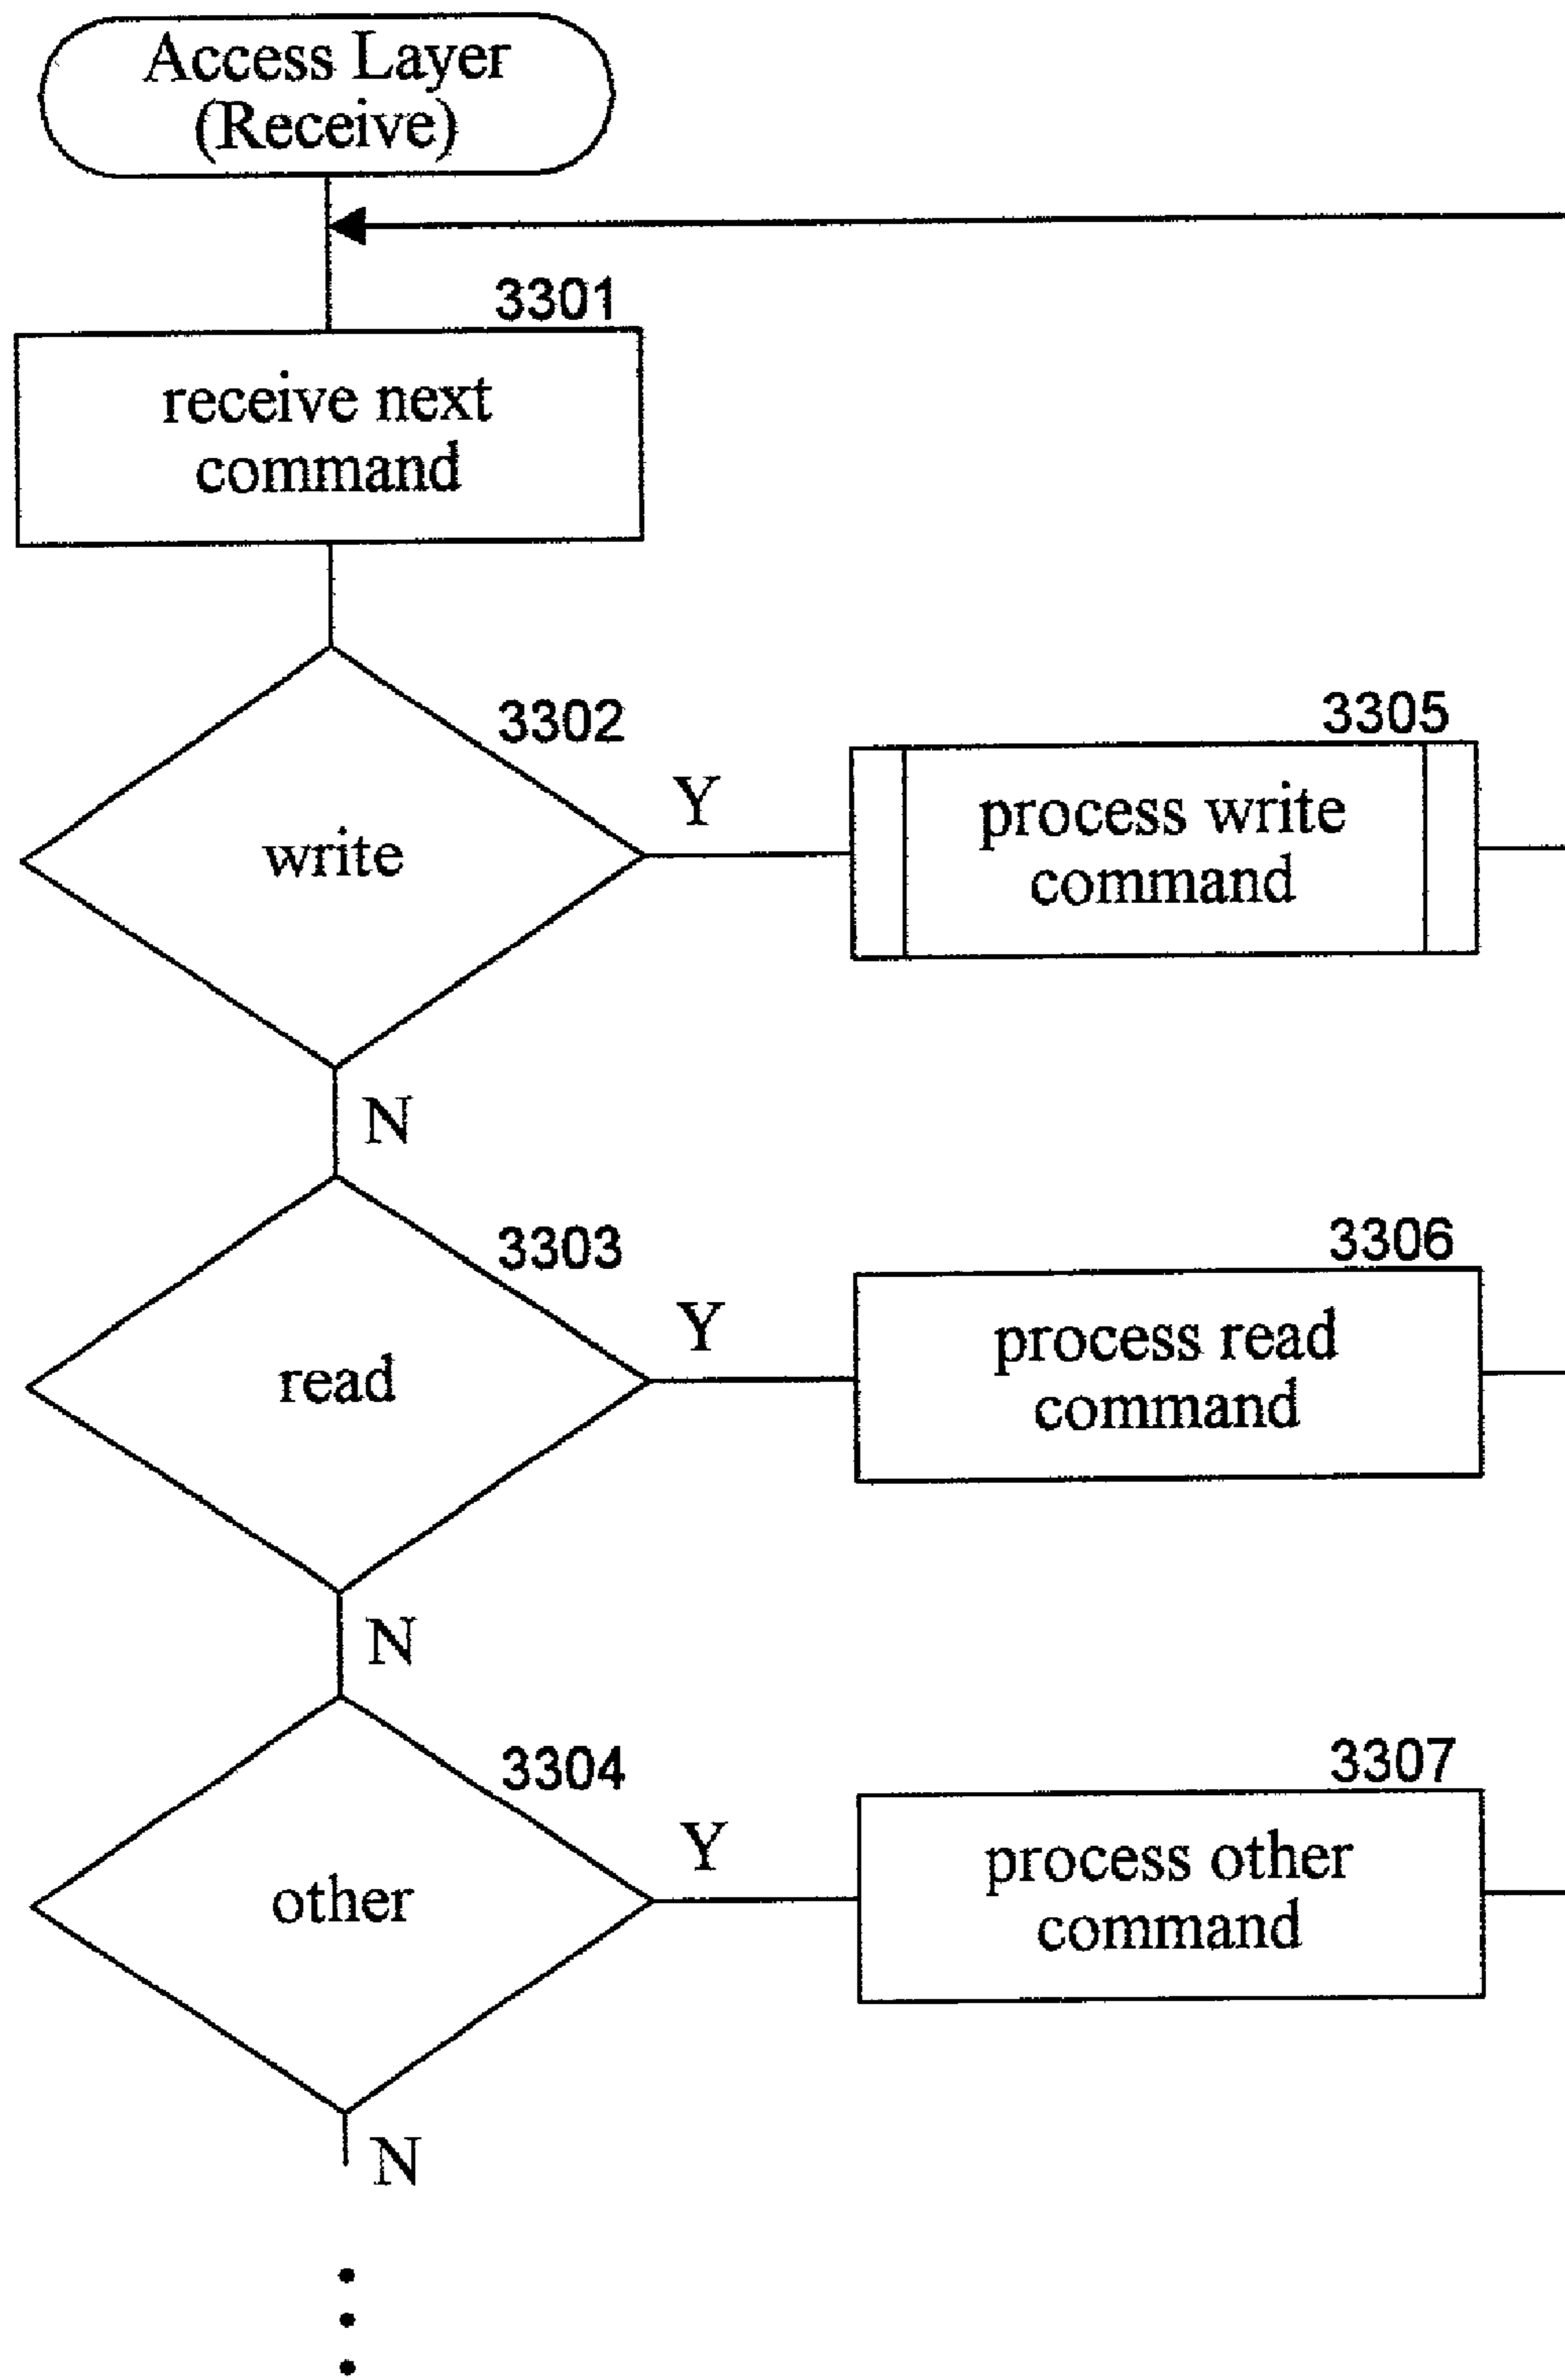 Access Layer
(Receive)
3301
receive next
command
3302
write
Y
3305
process write
command
N
3303
read
Y
3306
process read
command
N
3304
other
Y
3307
process other
command
N